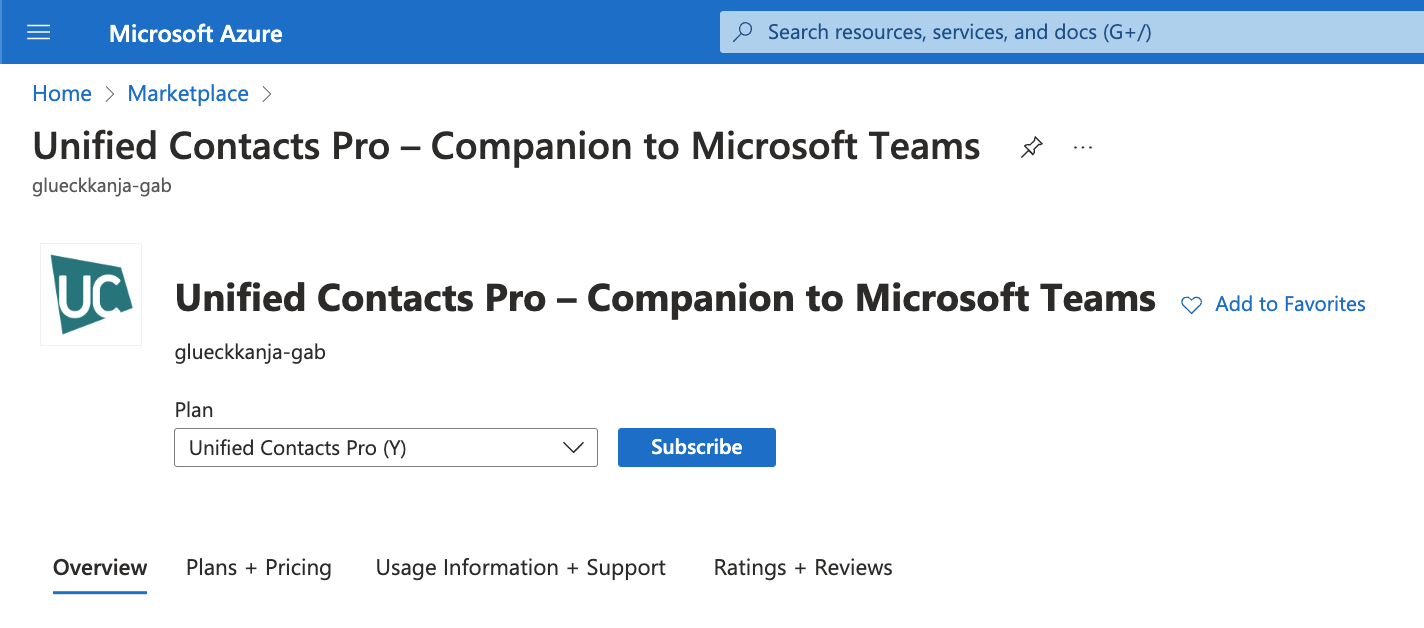 Microsoft Azure
Search resources, services, and docs (G+/)
Home > Marketplace >
Unified Contacts Pro – Companion to Microsoft Teams ...
glueckkanja-gab
UC
Unified Contacts Pro – Companion to Microsoft Teams
Add to Favorites
glueckkanja-gab
Plan
Unified Contacts Pro (Y)
Subscribe
Overview Plans + Pricing Usage Information + Support Ratings + Reviews